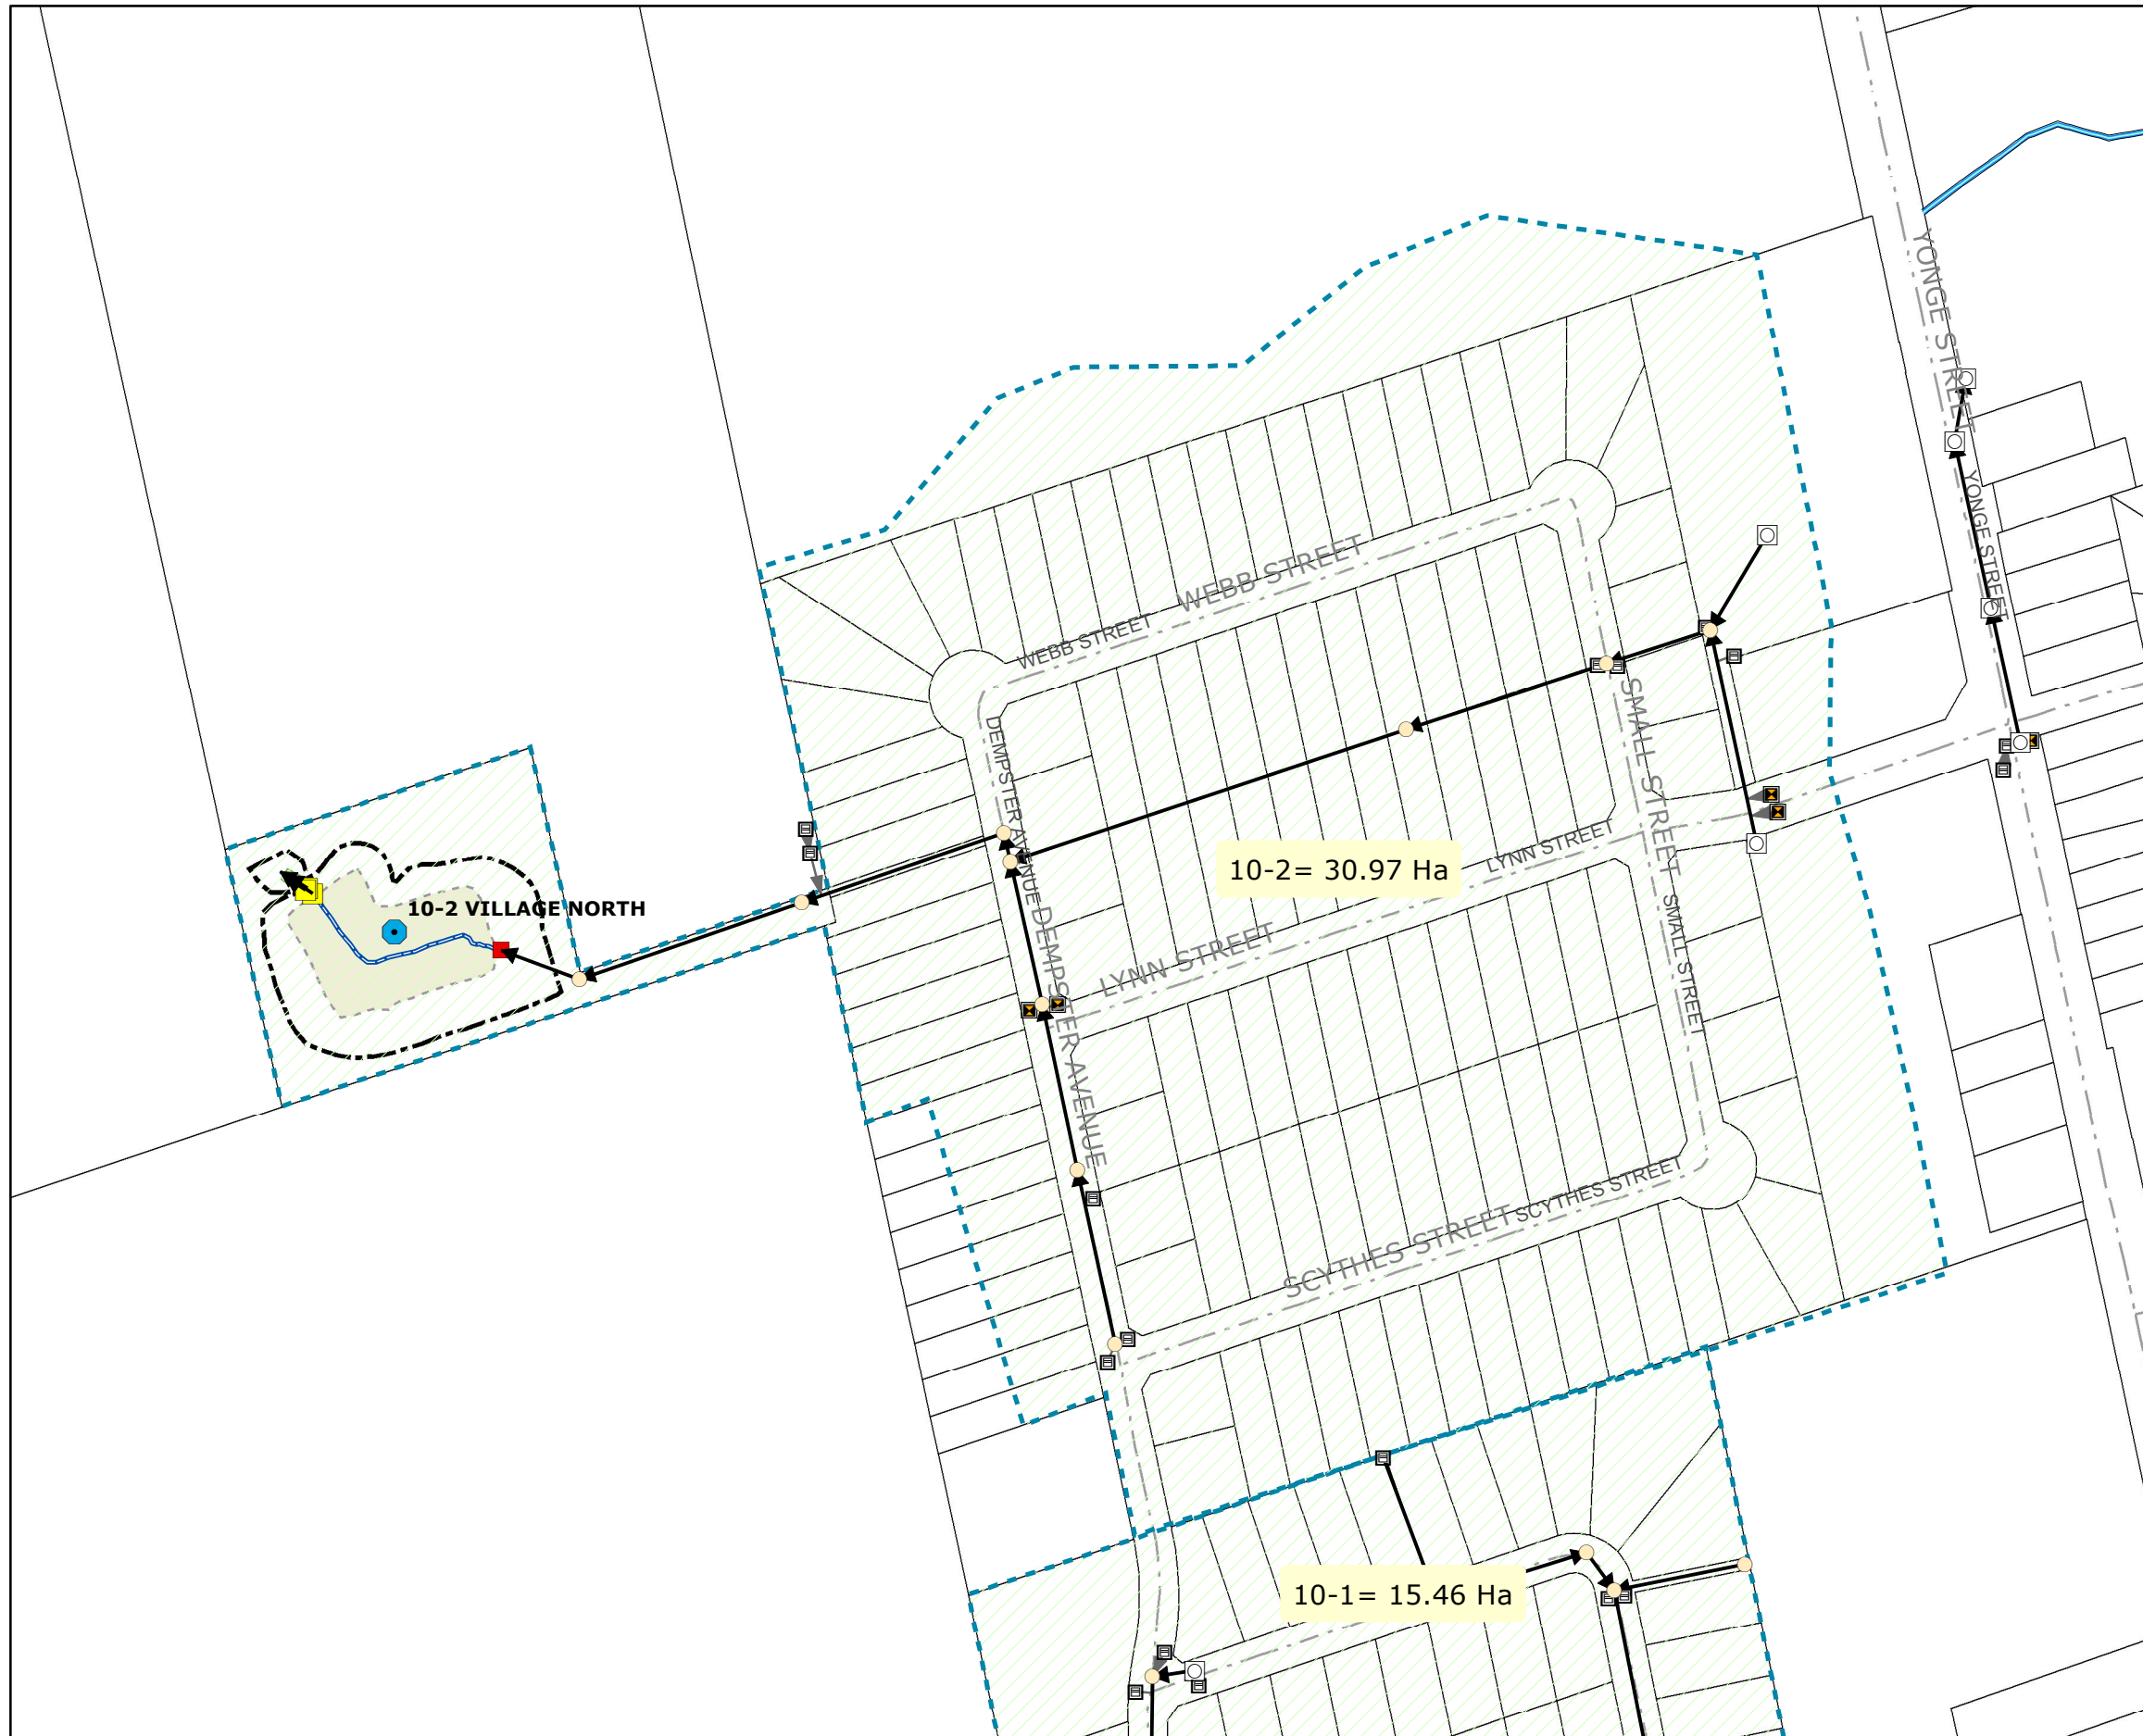 YONGE STREET
YONGE STREET
WEBB STREET
WEBB STREET
SMALL STREET
DEMPSTER AVENUE
LYNN STREET
10-2= 30.97 Ha
10-2 VILLAGE NORTH
LYNN STREET
SMALL STREET
DEMPSTER AVENUE
SCYTHES STREET
SCYTHES STREET
10-1= 15.46 Ha